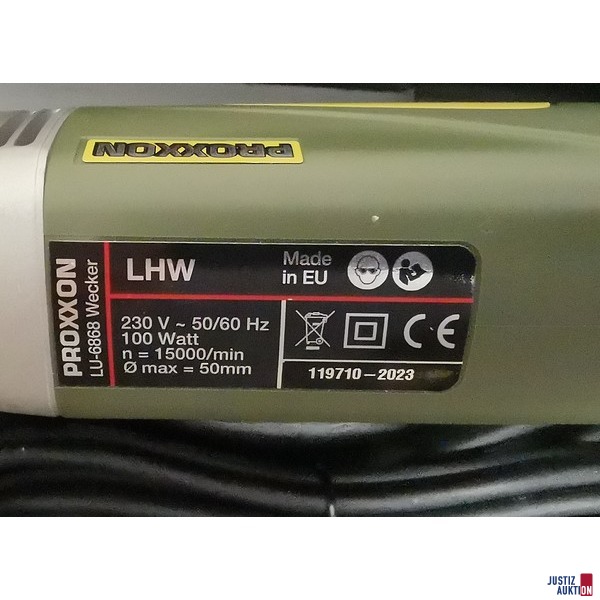 PROXXON
PROXXON
LU-6868 Wecker
LHW
Made
in EU
230 V ~ 50/60 Hz
100 Watt
n = 15000/min
Ø max = 50mm
CE
119710-2023
JUSTIZ
AUKTION